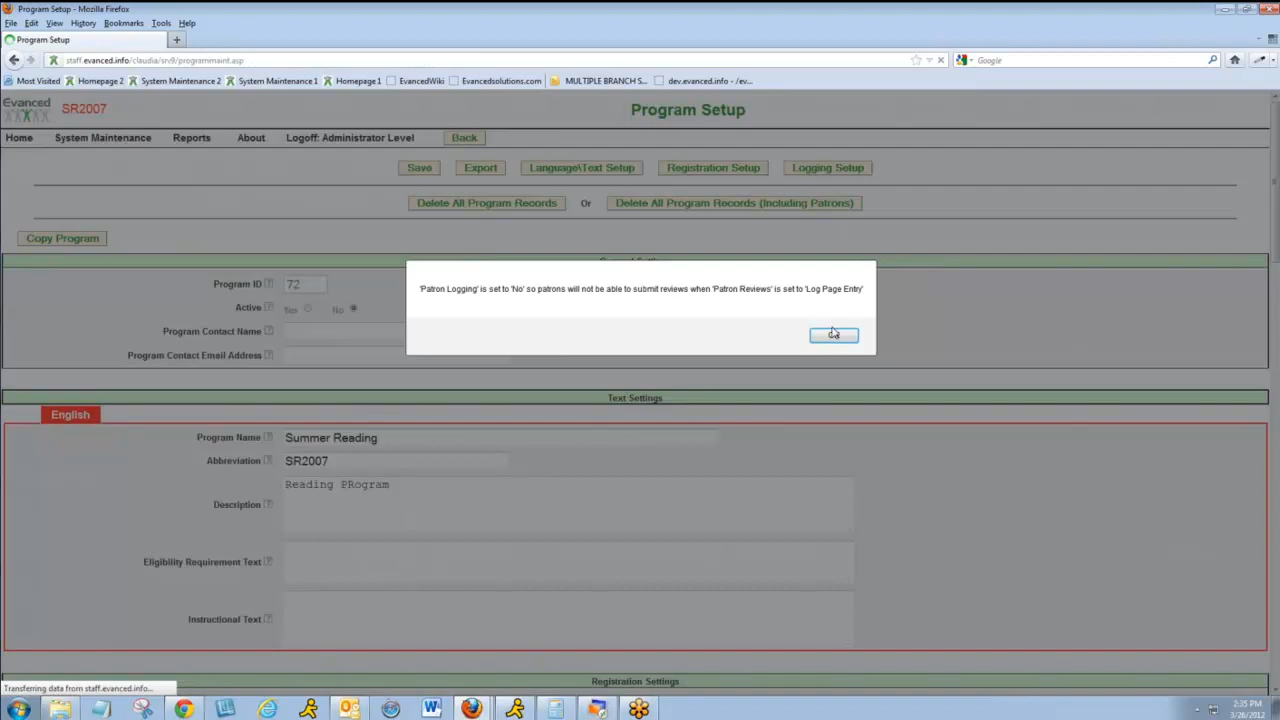 Program Setup - Mozilla Firefox
File Edit View History Bookmarks Tools Help
Program Setup
staff.evanced.info/claudia/srv9/programmaint.asp
Google
Most Visited Homepage 2 System Maintenance 2 System Maintenance 1 Homepage 1 EvancedWiki Evancedsolutions.com MULTIPLE BRANCH S... dev.evanced.info - /ev...
Evanced SR2007 Program Setup
Home System Maintenance Reports About Logoff: Administrator Level Back
Save Export Language\Text Setup Registration Setup Logging Setup
Delete All Program Records Or Delete All Program Records (Including Patrons)
Copy Program
'Patron Logging' is set to 'No' so patrons will not be able to submit reviews when 'Patron Reviews' is set to 'Log Page Entry'
Program ID ? 72
Active ? Yes No
Program Contact Name ?
Program Contact Email Address ?
Text Settings
English
Program Name ? Summer Reading
Abbreviation ? SR2007
Description ? Reading PRogram
Eligibility Requirement Text ?
Instructional Text ?
Registration Settings
Transferring data from staff.evanced.info...
2:35 PM
3/26/2012